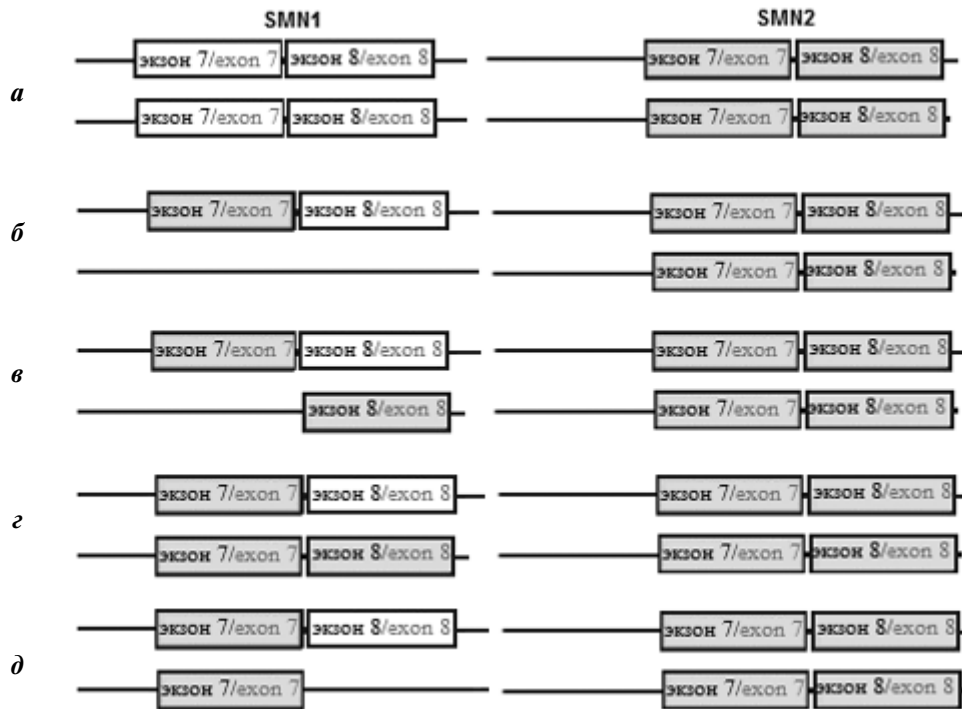 SMN1 SMN2
экзон 7/exon 7 экзон 8/exon 8 экзон 7/exon 7 экзон 8/exon 8
а
экзон 7/exon 7 экзон 8/exon 8 экзон 7/exon 7 экзон 8/exon 8
экзон 7/exon 7 экзон 8/exon 8 экзон 7/exon 7 экзон 8/exon 8
б
экзон 7/exon 7 экзон 8/exon 8
экзон 7/exon 7 экзон 8/exon 8 экзон 7/exon 7 экзон 8/exon 8
в
экзон 8/exon 8 экзон 7/exon 7 экзон 8/exon 8
экзон 7/exon 7 экзон 8/exon 8 экзон 7/exon 7 экзон 8/exon 8
г
экзон 7/exon 7 экзон 8/exon 8 экзон 7/exon 7 экзон 8/exon 8
экзон 7/exon 7 экзон 8/exon 8 экзон 7/exon 7 экзон 8/exon 8
д
экзон 7/exon 7 экзон 7/exon 7 экзон 8/exon 8